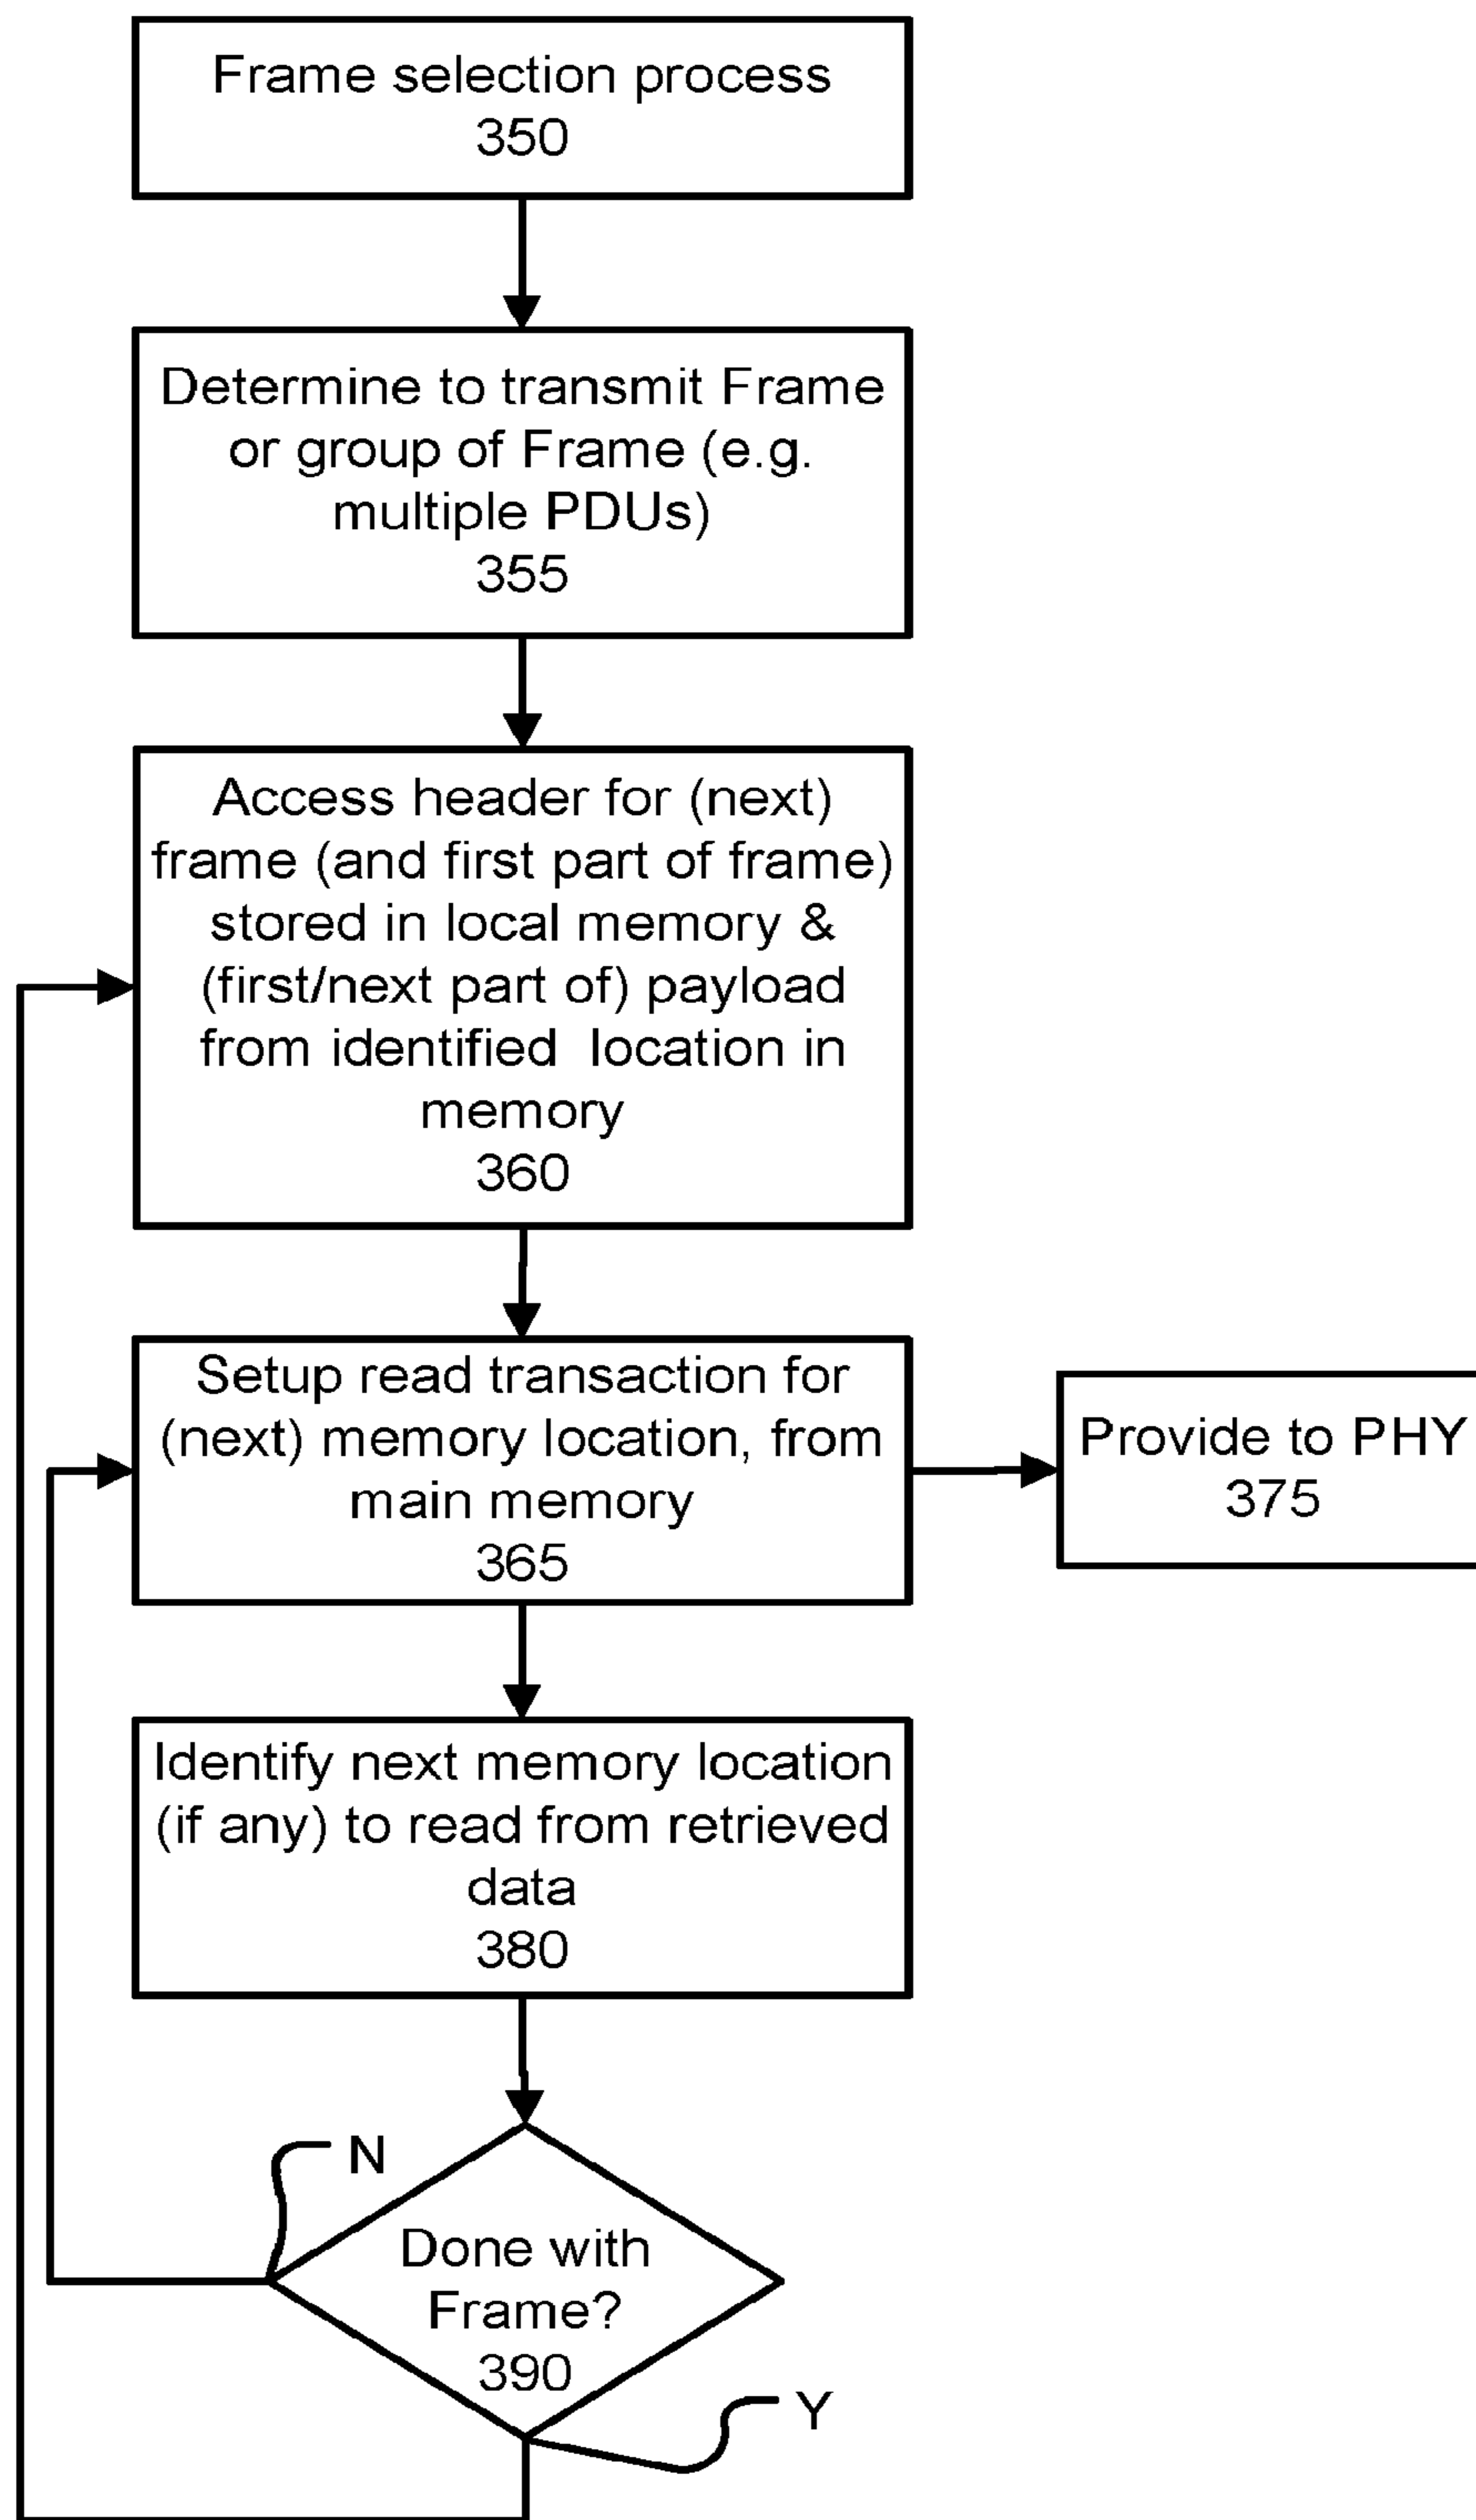 Frame selection process
350
Determine to transmit Frame
or group of Frame (e.g.
multiple PDUs)
355
Access header for (next)
frame (and first part of frame)
stored in local memory &
(first/next part of) payload
from identified location in
memory
360
Setup read transaction for
(next) memory location, from
main memory
365
Provide to PHY
375
Identify next memory location
(if any) to read from retrieved
data
380
N
Done with
Frame?
390
Y